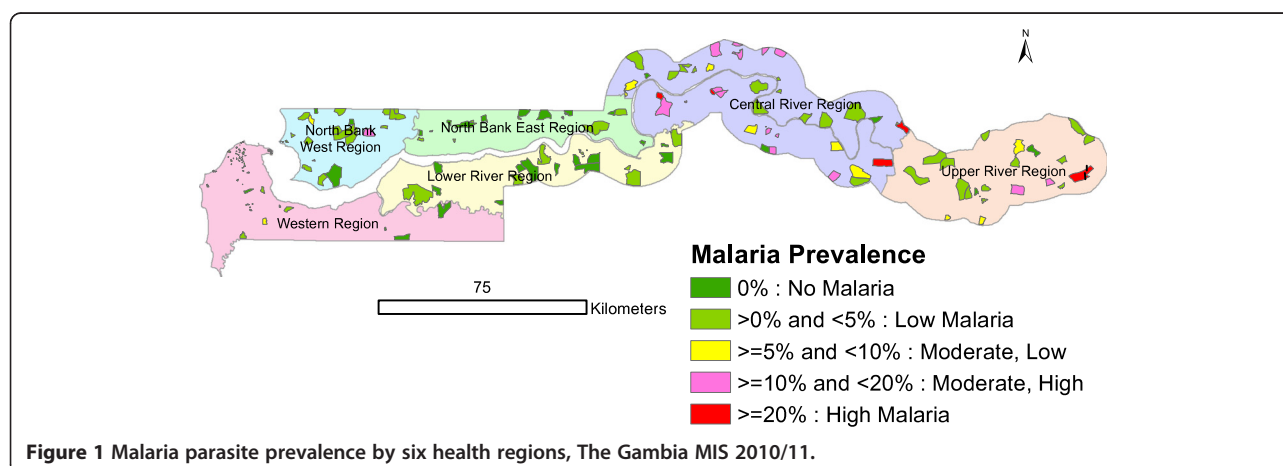 N
Central River Region
North Bank
West Region
North Bank East Region
Lower River Region
Upper River Region
Western Region
Malaria Prevalence
75
Kilometers
0% : No Malaria
>0% and <5% : Low Malaria
>=5% and <10% : Moderate, Low
>=10% and <20% : Moderate, High
>=20% : High Malaria
Figure 1 Malaria parasite prevalence by six health regions, The Gambia MIS 2010/11.